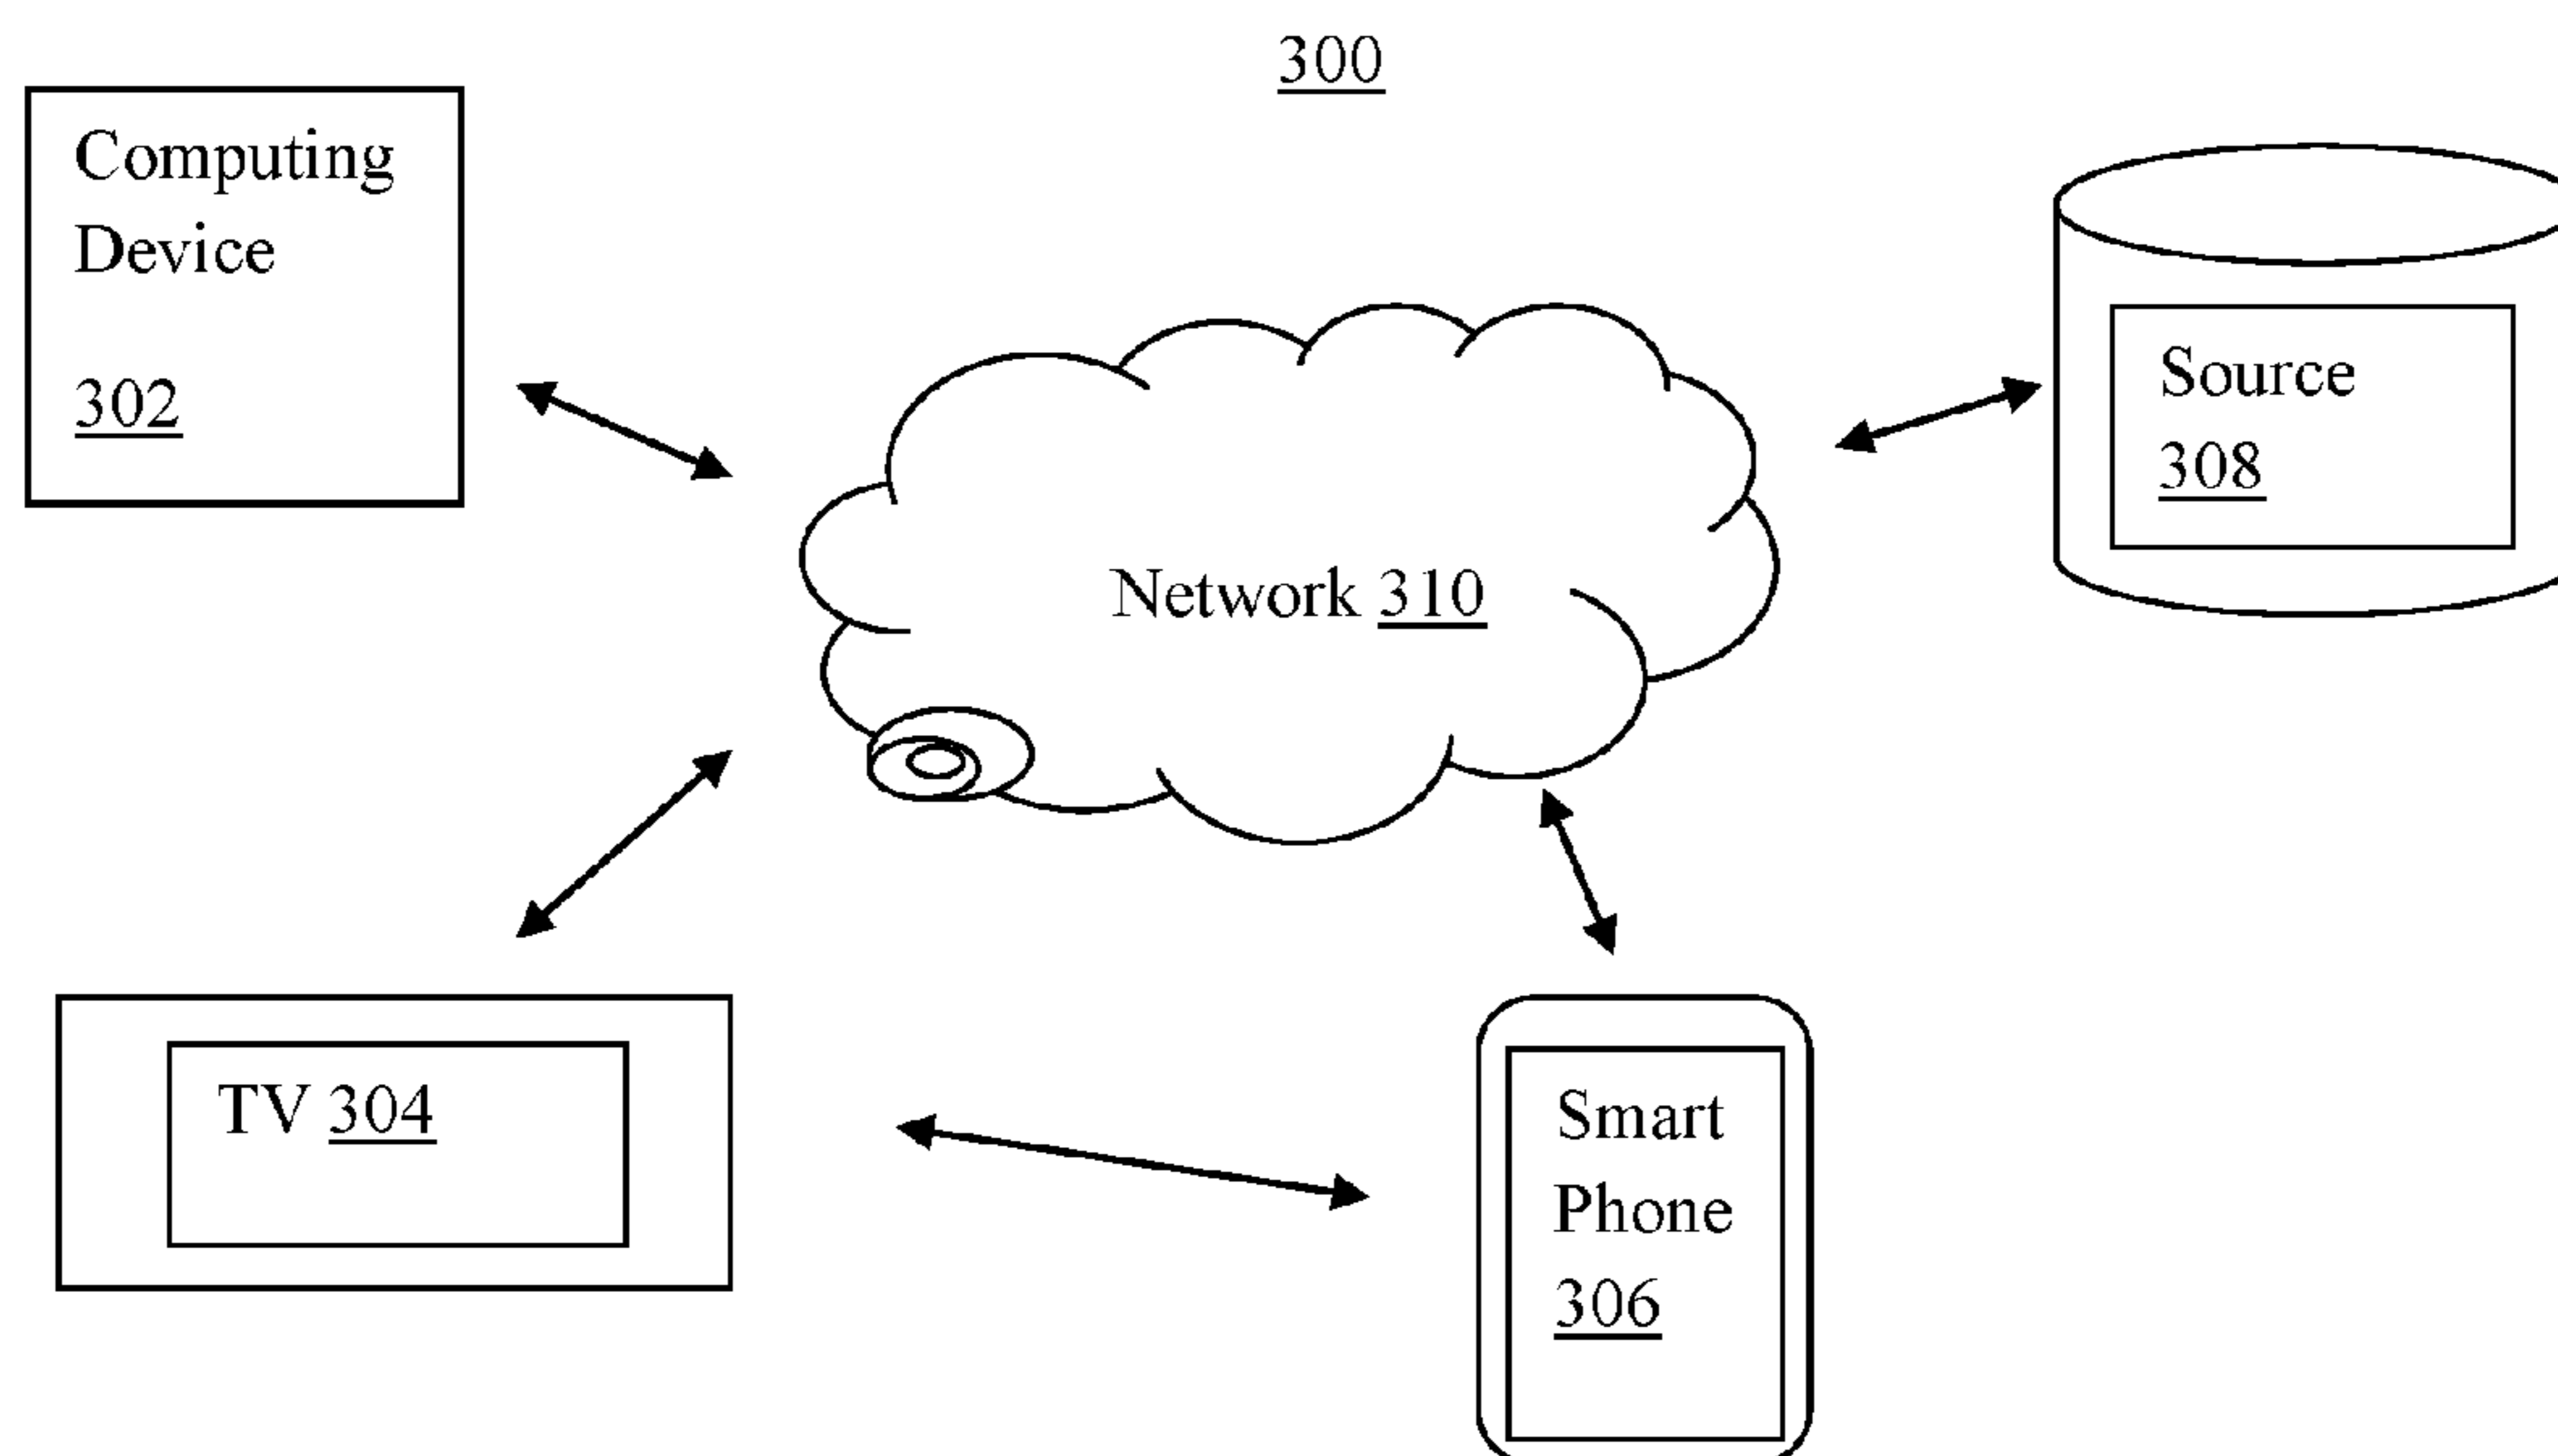 300
Computing
Device
302
Source
308
Network 310
TV 304
Smart
Phone
306